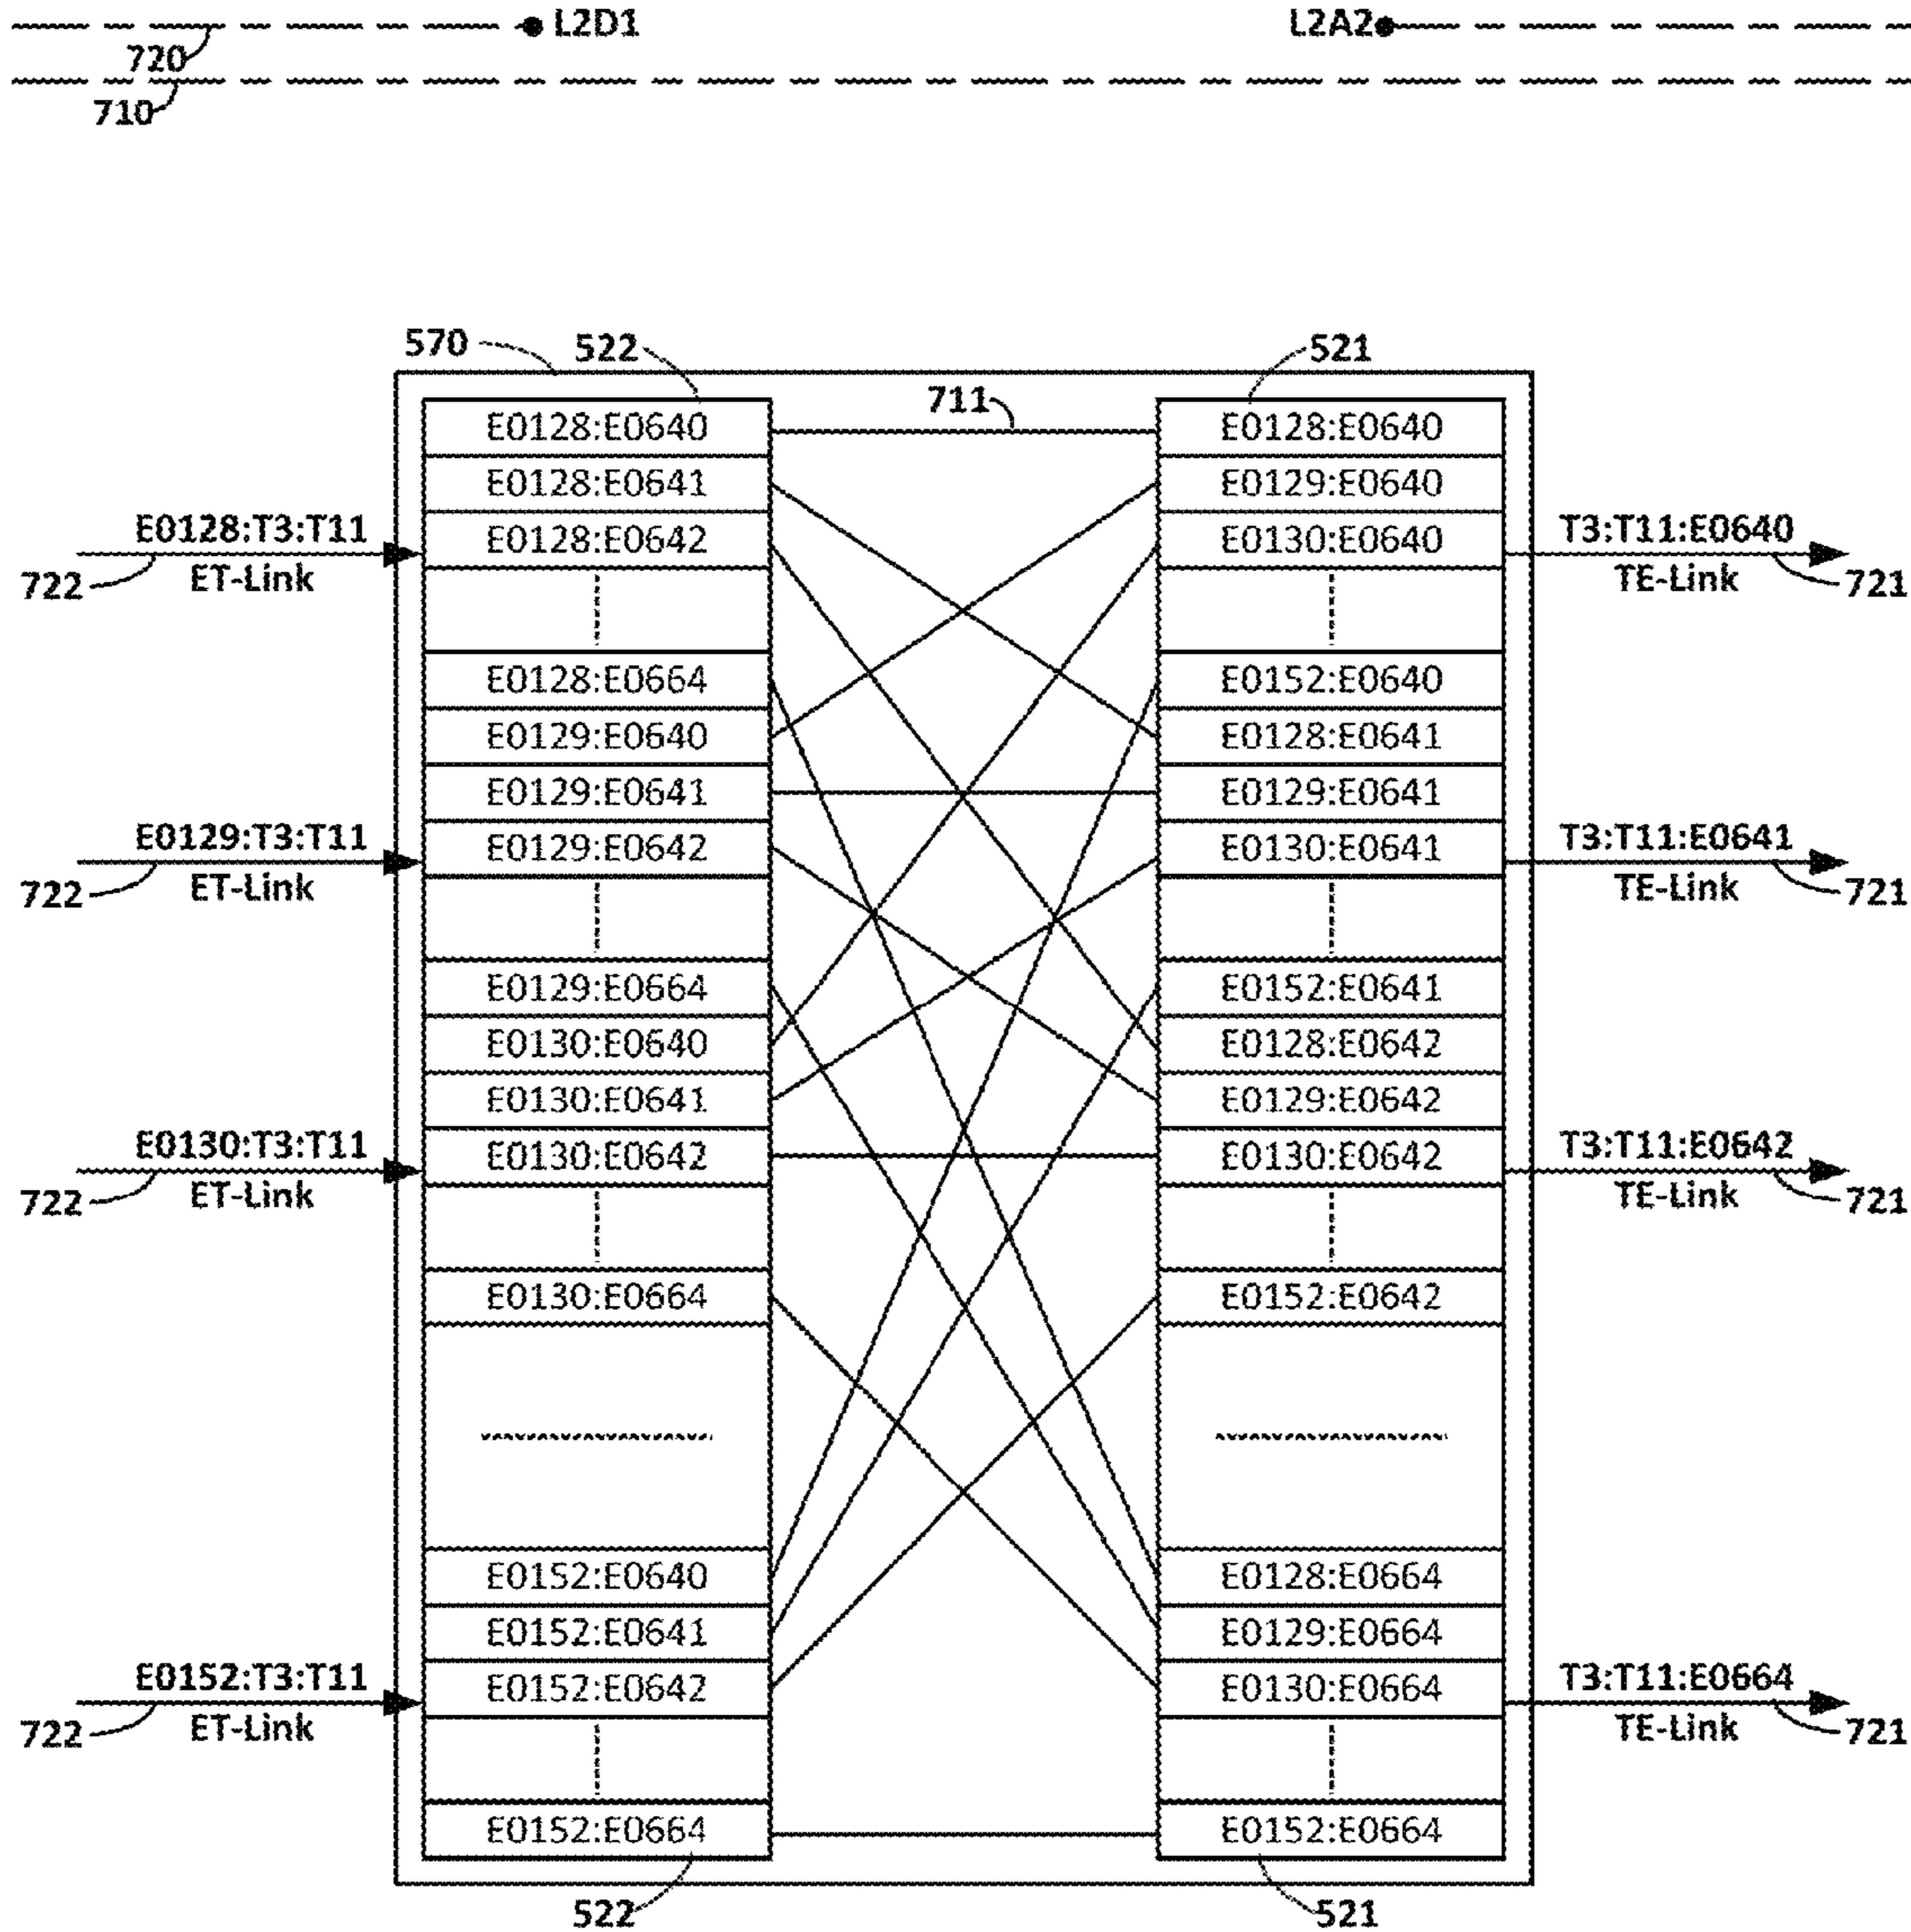 L2D1 L2A2
720
710
570 522 521
711
E0128:E0640 E0128:E0640
E0128:E0641 E0129:E0640
E0128:T3:T11 E0128:E0642 E0130:E0640 T3:T11:E0640
722 ET-Link TE-Link 721
E0128:E0664 E0152:E0640
E0129:E0640 E0128:E0641
E0129:E0641 E0129:E0641
E0129:T3:T11 E0129:E0642 E0130:E0641 T3:T11:E0641
722 ET-Link TE-Link 721
E0129:E0664 E0152:E0641
E0130:E0640 E0128:E0642
E0130:E0641 E0129:E0642
E0130:T3:T11 E0130:E0642 E0130:E0642 T3:T11:E0642
722 ET-Link TE-Link 721
E0130:E0664 E0152:E0642
E0152:E0640 E0128:E0664
E0152:E0641 E0129:E0664
E0152:T3:T11 E0152:E0642 E0130:E0664 T3:T11:E0664
722 ET-Link TE-Link 721
E0152:E0664 E0152:E0664
522 521